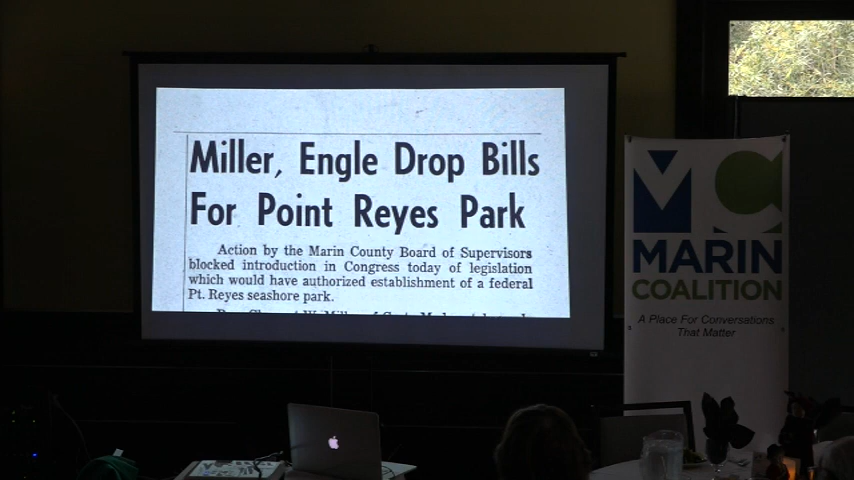 Miller, Engle Drop Bills
For Point Reyes Park
Action by the Marin County Board of Supervisors
blocked introduction in Congress today of legislation
which would have authorized establishment of a federal
Pt. Reyes seashore park.
MC
MARIN
COALITION
A Place For Conversations
That Matter